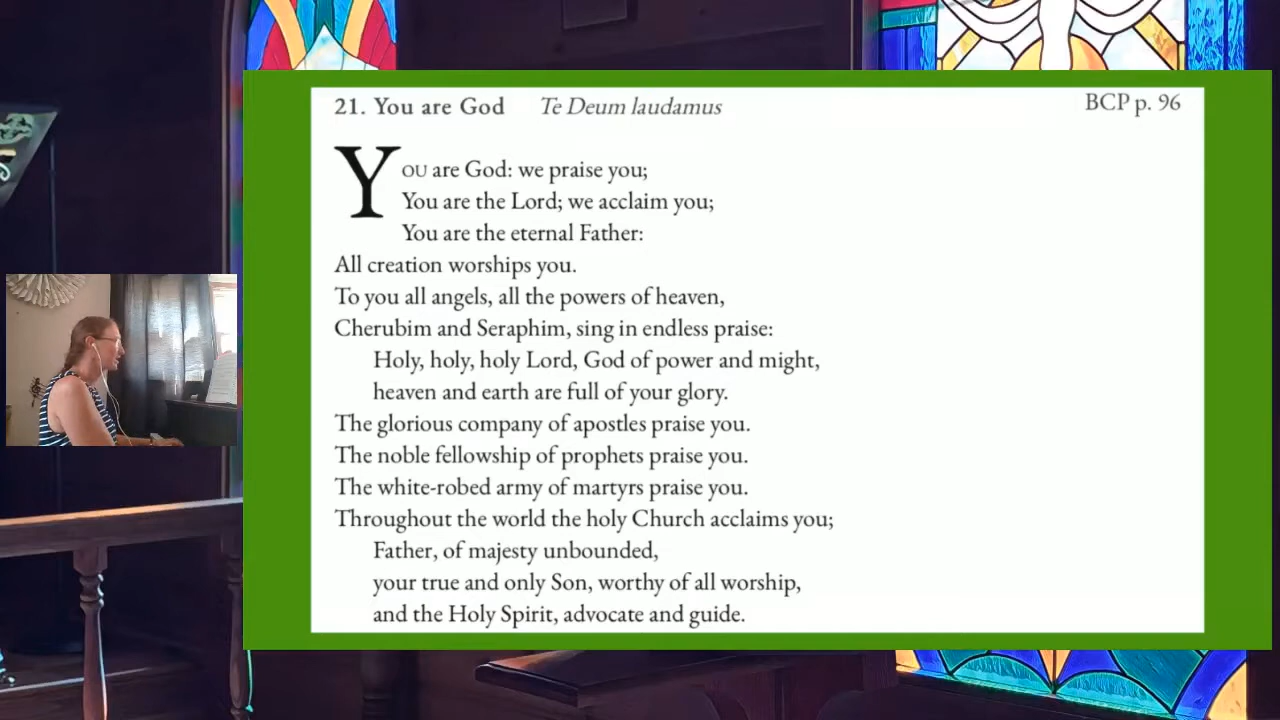 21. You are God Te Deum laudamus BCP p. 96
YOU are God: we praise you;
You are the Lord; we acclaim you;
You are the eternal Father:
All creation worships you.
To you all angels, all the powers of heaven,
Cherubim and Seraphim, sing in endless praise:
Holy, holy, holy Lord, God of power and might,
heaven and earth are full of your glory.
The glorious company of apostles praise you.
The noble fellowship of prophets praise you.
The white-robed army of martyrs praise you.
Throughout the world the holy Church acclaims you;
Father, of majesty unbounded,
your true and only Son, worthy of all worship,
and the Holy Spirit, advocate and guide.